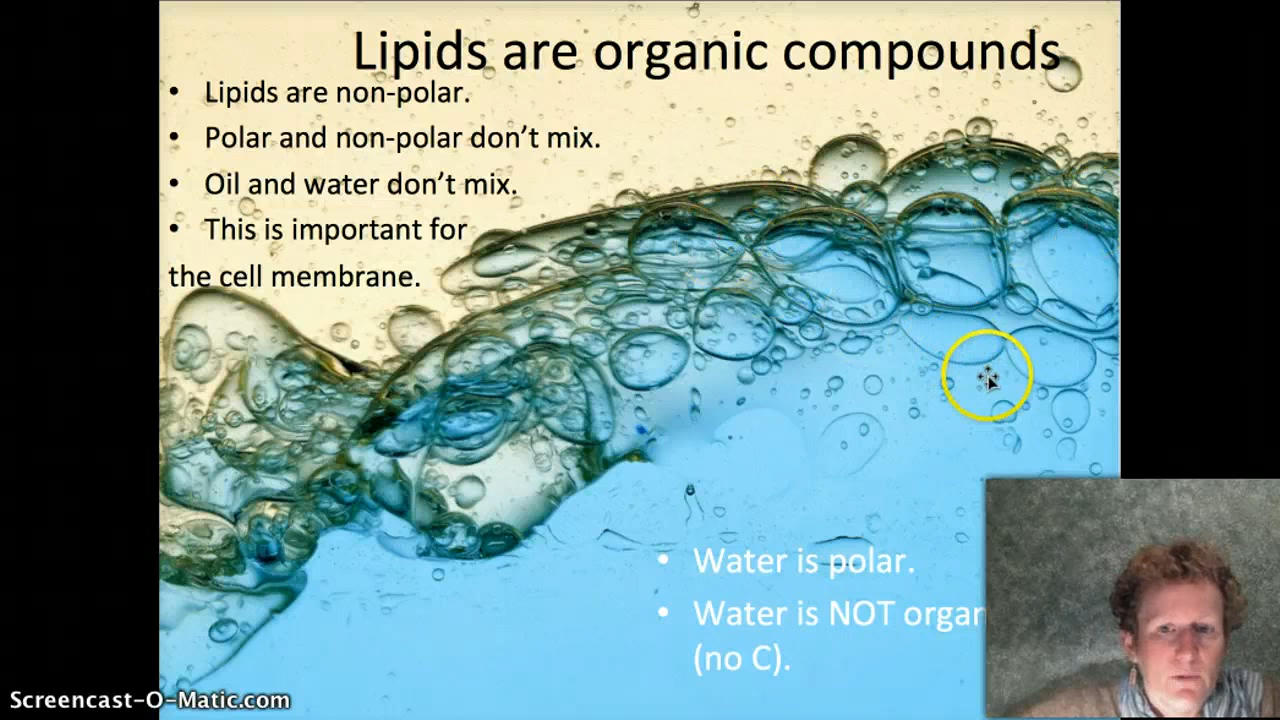 Lipids are organic compounds
• Lipids are non-polar.
• Polar and non-polar don’t mix.
• Oil and water don’t mix.
• This is important for
the cell membrane.
• Water is polar.
• Water is NOT organ
(no C).
Screencast-O-Matic.com